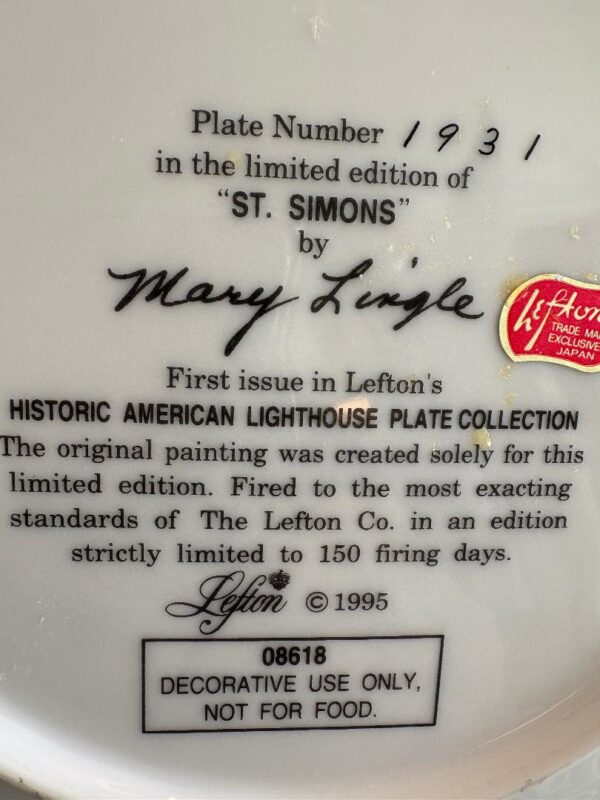 Plate Number 1931
in the limited edition of
“ST. SIMONS”
by
Mary Lingle
Lefton
TRADE MA
EXCLUSIVE
JAPAN
First issue in Lefton's
HISTORIC AMERICAN LIGHTHOUSE PLATE COLLECTION
The original painting was created solely for this
limited edition. Fired to the most exacting
standards of The Lefton Co. in an edition
strictly limited to 150 firing days.
Lefton © 1995
08618
DECORATIVE USE ONLY,
NOT FOR FOOD.